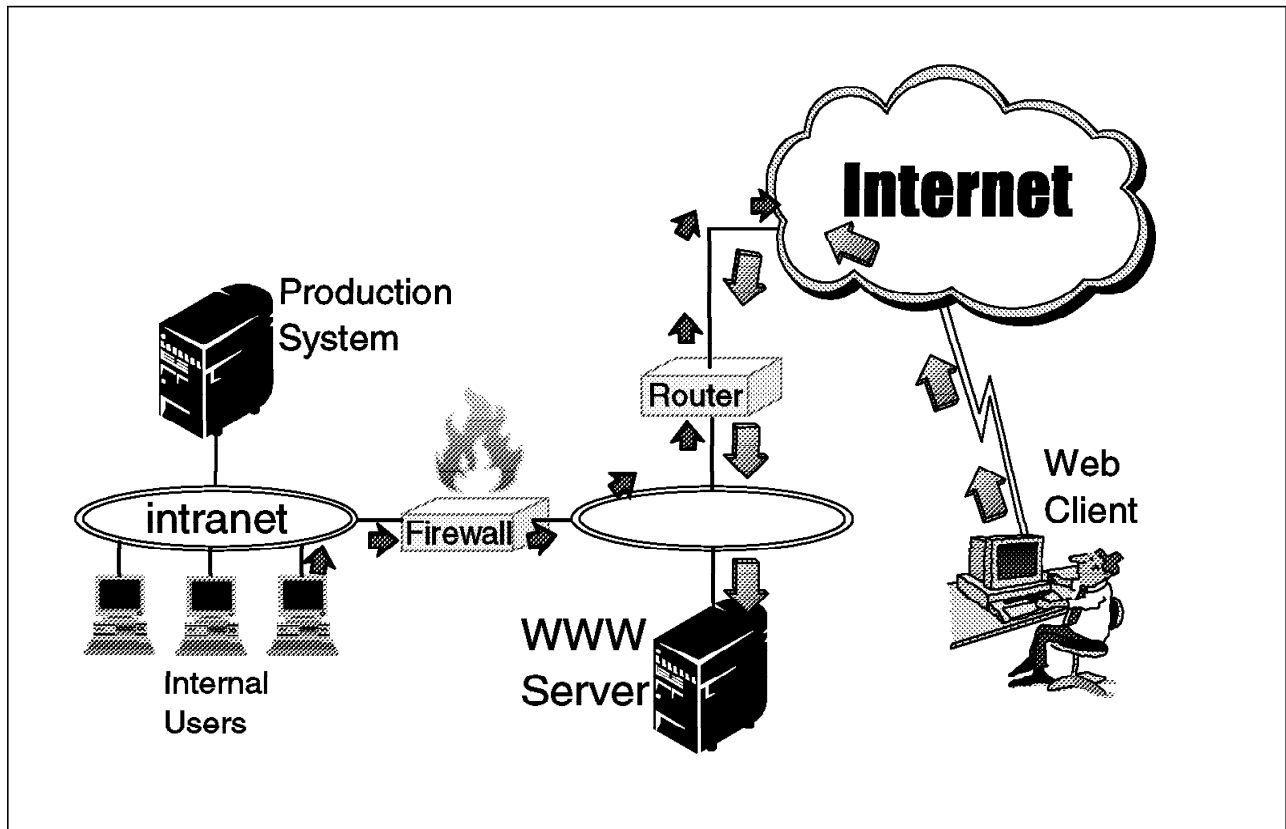 Internet
Production
System
Router
Web
Client
intranet
Firewall
WWW
Server
Internal
Users